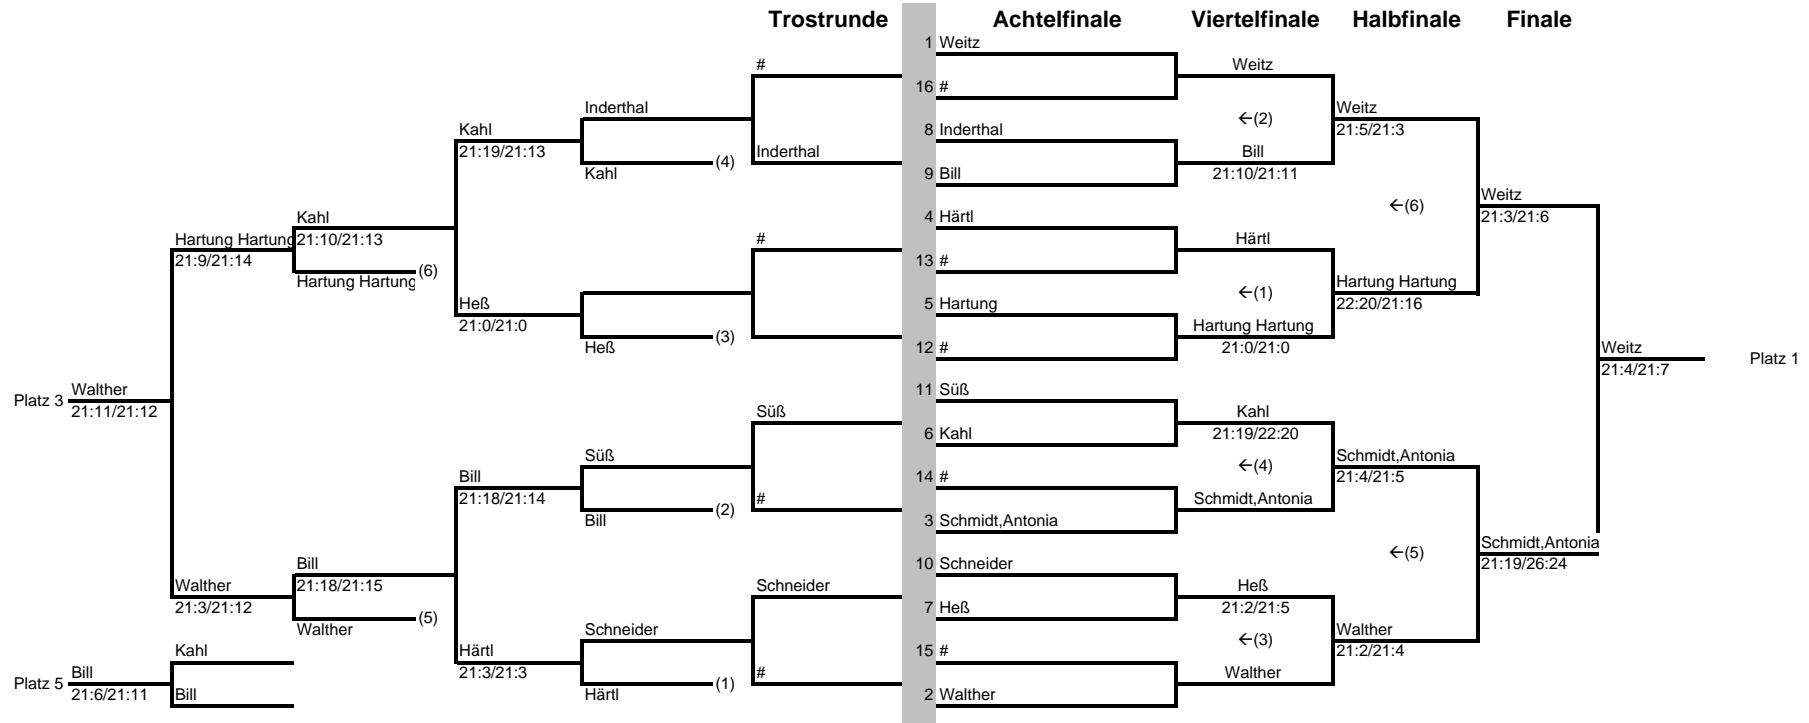 Trostrunde Achtelfinale Viertelfinale Halbfinale Finale
1 Weitz
# Weitz
16 #
Inderthal Weitz
Kahl 8 Inderthal ←(2) 21:5/21:3
21:19/21:13 Inderthal Bill
Kahl (4) 9 Bill 21:10/21:11
Weitz
Kahl 4 Härtl ←(6) 21:3/21:6
Hartung Hartung 21:10/21:13 # Härtl
21:9/21:14 13 #
Hartung Hartung (6) Hartung Hartung
Heß 5 Hartung ←(1) 22:20/21:16
21:0/21:0 Hartung Hartung
Heß (3) 12 # 21:0/21:0 Weitz
Platz 1
21:4/21:7
Walther 11 Süß
Platz 3
21:11/21:12 Süß Kahl
6 Kahl 21:19/22:20
Süß Schmidt,Antonia
Bill 14 # ←(4) 21:4/21:5
21:18/21:14 # Schmidt,Antonia
Bill (2) 3 Schmidt,Antonia
Schmidt,Antonia
Bill 10 Schneider ←(5) 21:19/26:24
Walther 21:18/21:15 Schneider Heß
21:3/21:12 7 Heß 21:2/21:5
Walther (5) Schneider Walther
Kahl Härtl 15 # ←(3) 21:2/21:4
Bill 21:3/21:3 # Walther
Platz 5
21:6/21:11 Bill Härtl (1) 2 Walther